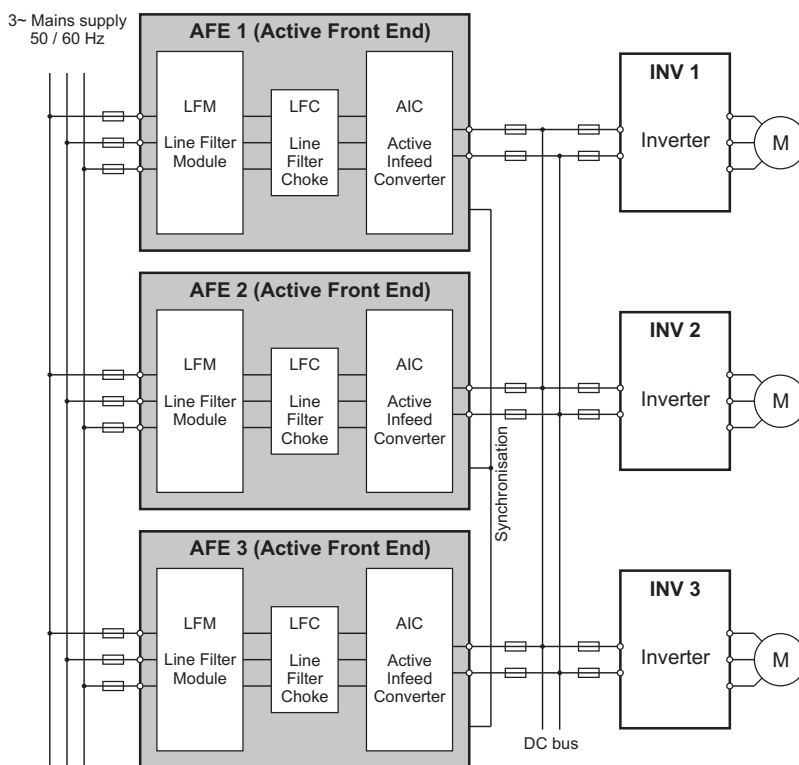 3~ Mains supply
50 / 60 Hz
AFE 1 (Active Front End)
LFM
Line Filter
Module
LFC
Line
Filter
Choke
AIC
Active
Infeed
Converter
INV 1
Inverter
M
AFE 2 (Active Front End)
LFM
Line Filter
Module
LFC
Line
Filter
Choke
AIC
Active
Infeed
Converter
Synchronisation
INV 2
Inverter
M
AFE 3 (Active Front End)
LFM
Line Filter
Module
LFC
Line
Filter
Choke
AIC
Active
Infeed
Converter
INV 3
Inverter
M
DC bus